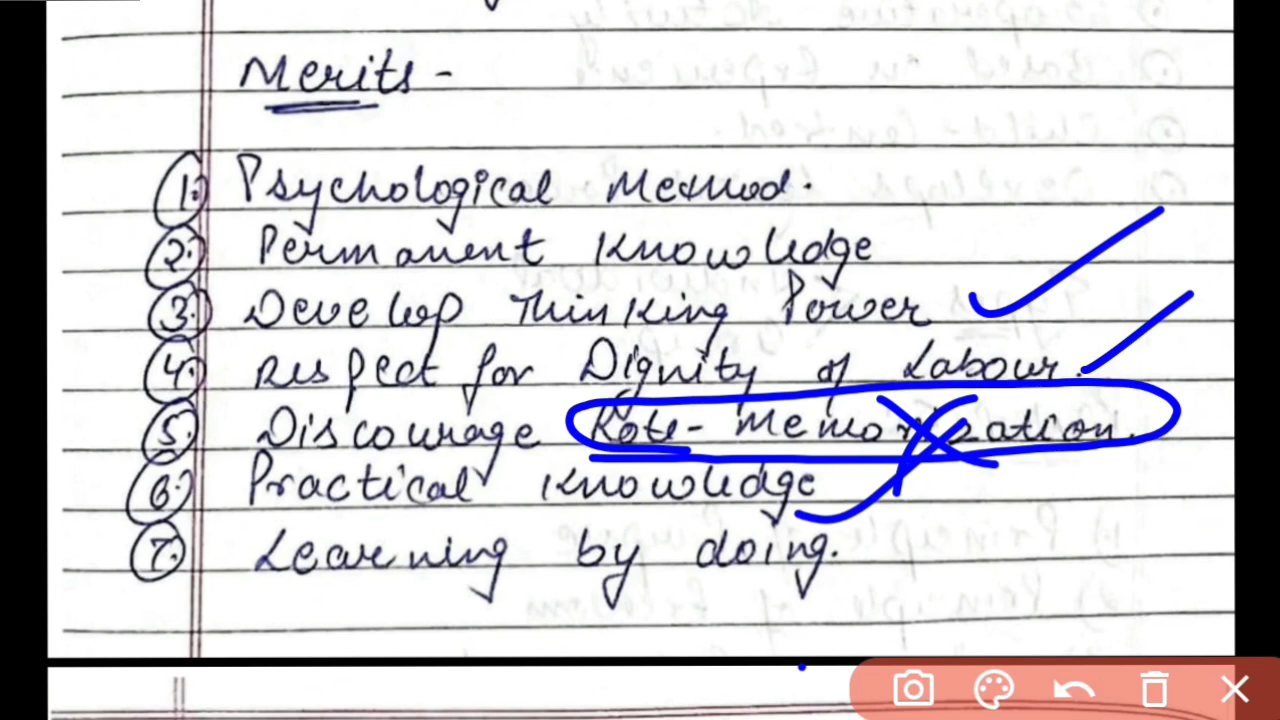 Merits -
1. Psychological Method.
2. Permanent Knowledge
3. Develop Thinking Power
4. Respect for Dignity of Labour.
5. Discourage Rote-Memorization.
6. Practical Knowledge
7. Learning by doing.